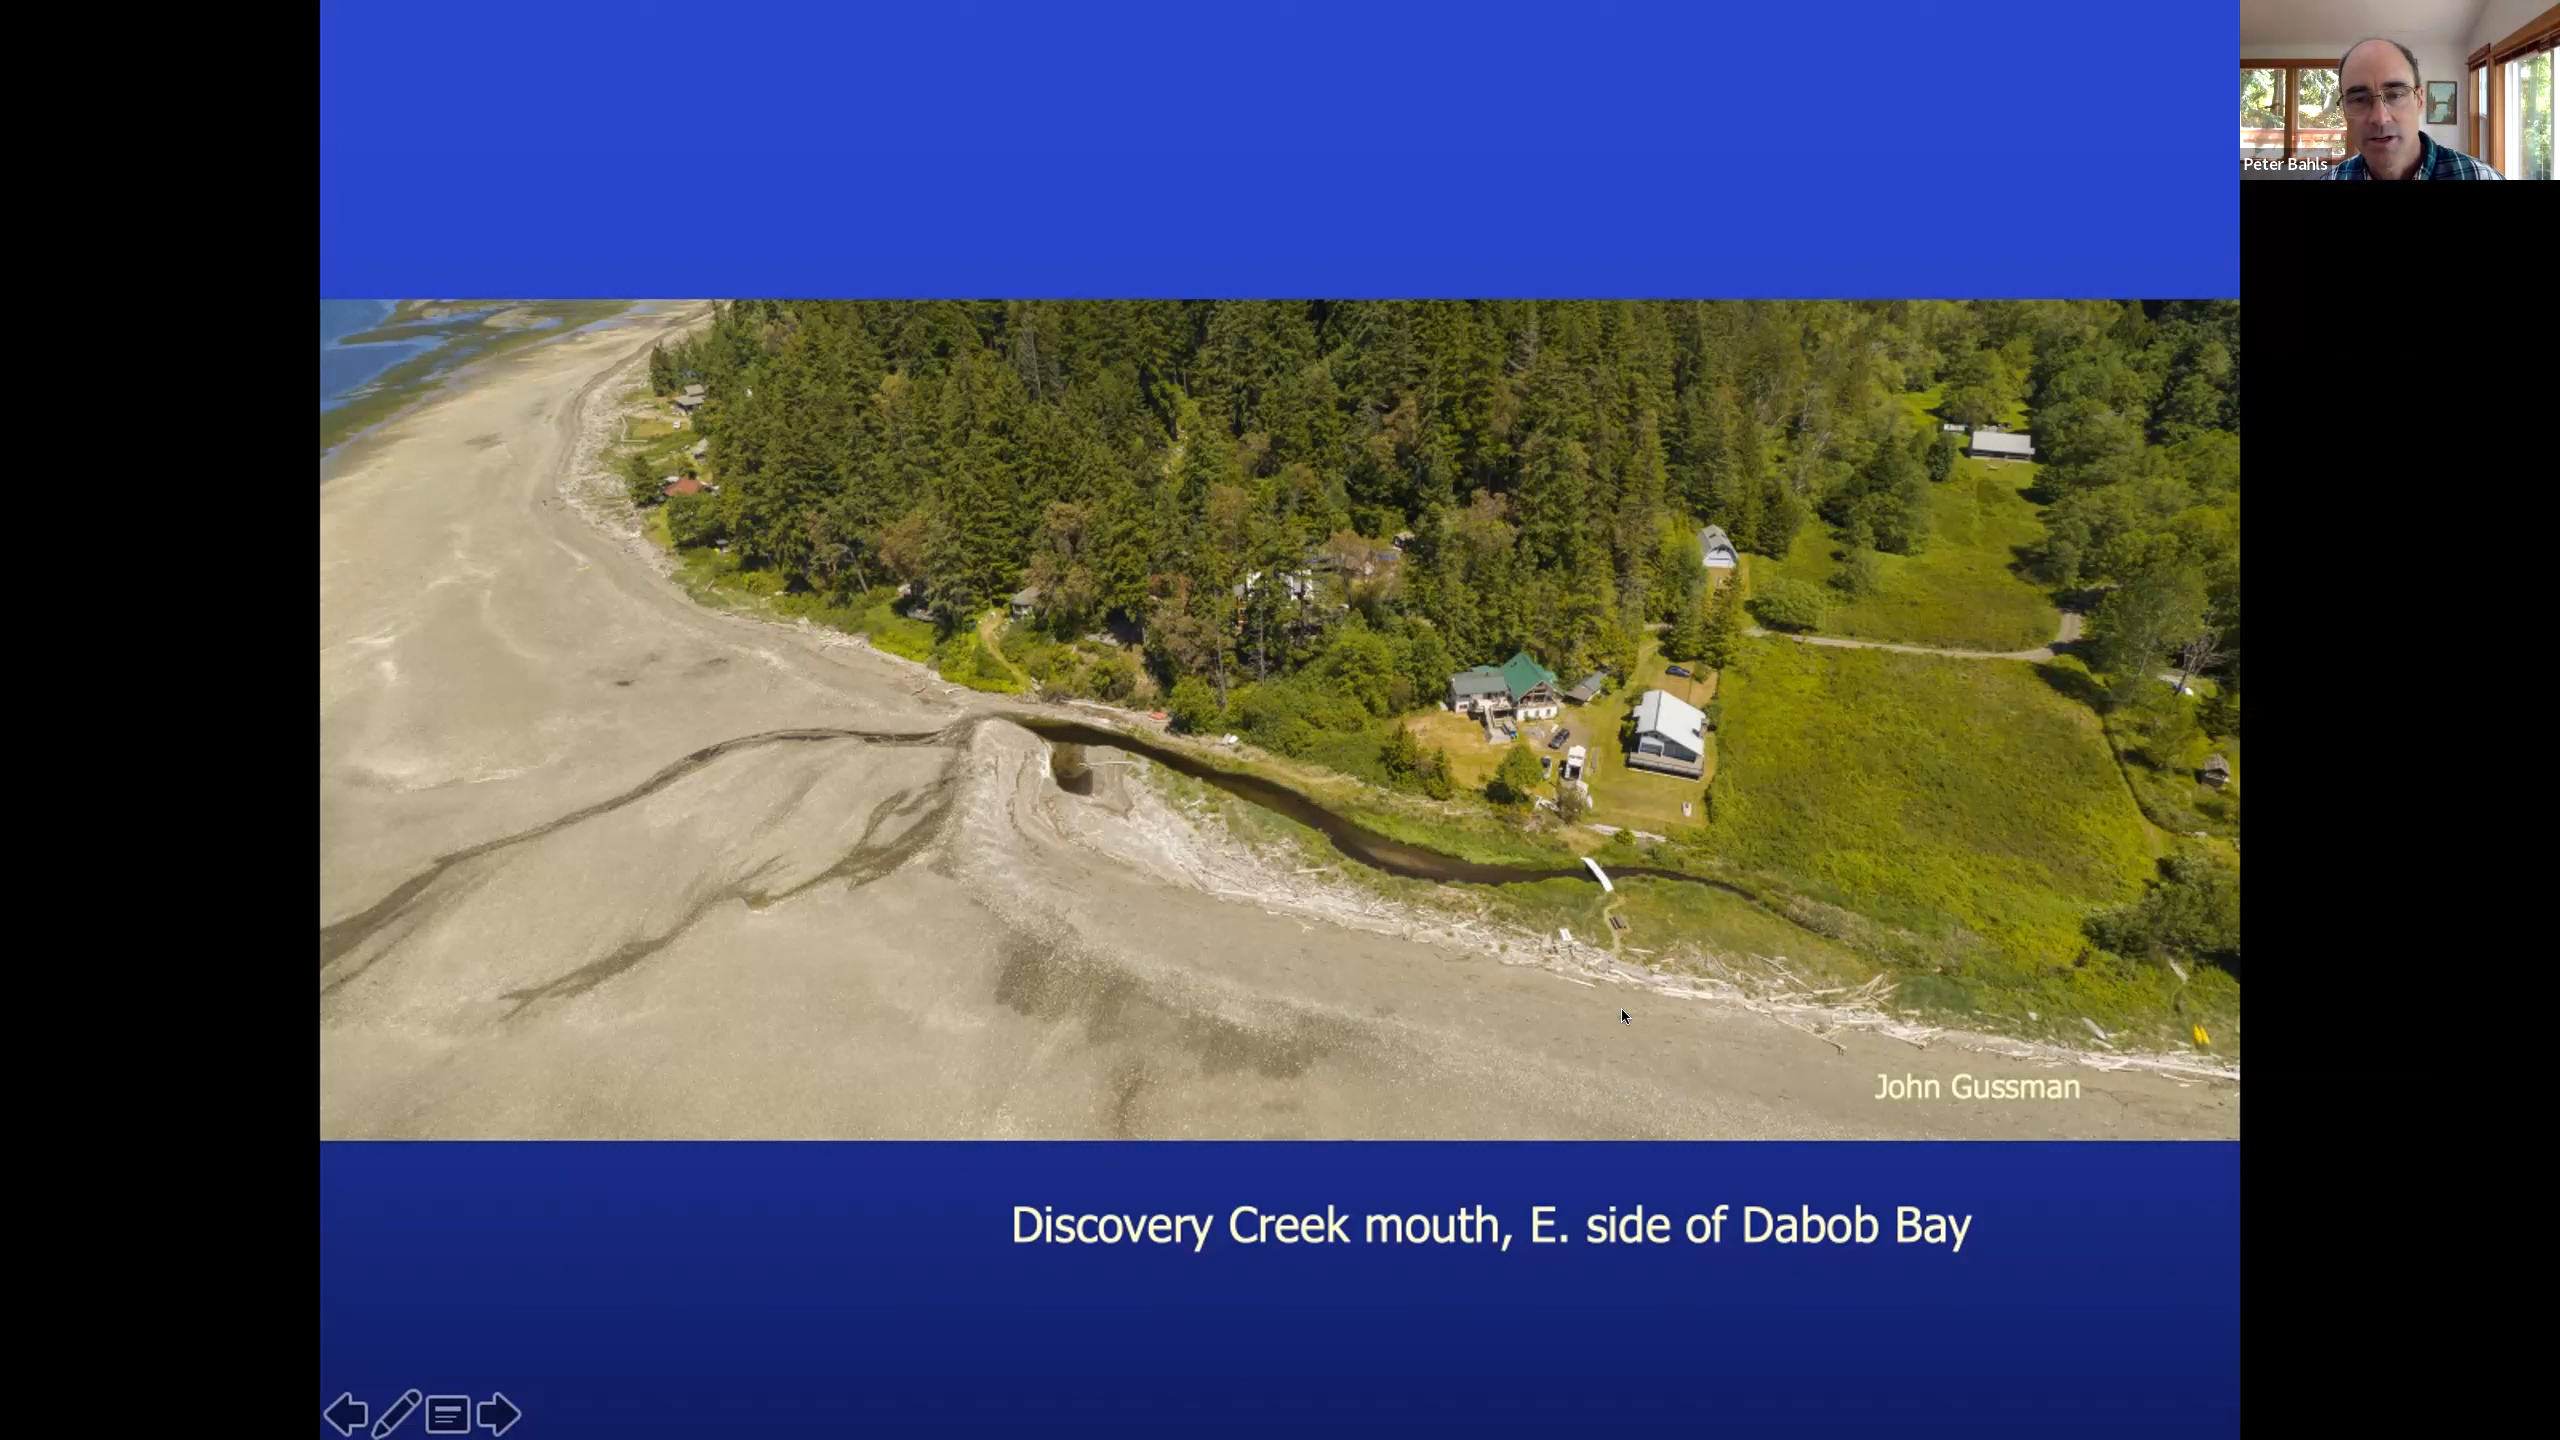 Peter Bahls
John Gussman
Discovery Creek mouth, E. side of Dabob Bay